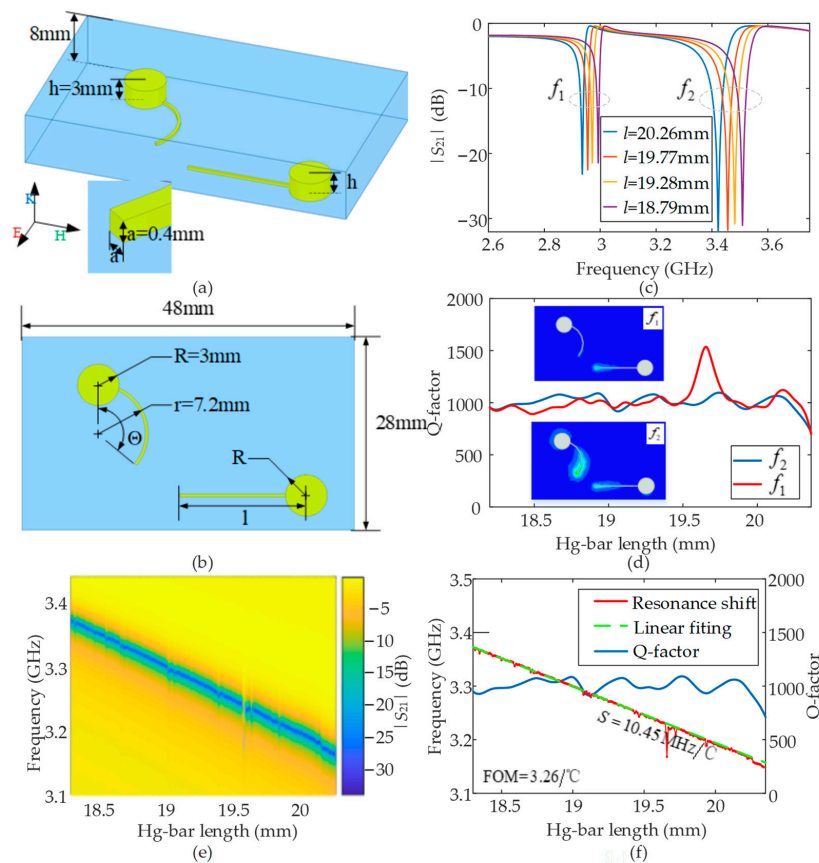 8mm
h=3mm
h
K
E
H
a=0.4mm
a
(a)
0
−10
−20
−30
|S21| (dB)
f1
f2
l=20.26mm
l=19.77mm
l=19.28mm
l=18.79mm
2.6
2.8
3
3.2
3.4
3.6
Frequency (GHz)
(c)
48mm
R=3mm
r=7.2mm
Θ
28mm
R
l
(b)
2000
1500
1000
500
0
Q-factor
f1
f2
f2
f1
18.5
19
19.5
20
Hg-bar length (mm)
(d)
3.4
3.3
3.2
3.1
Frequency (GHz)
−5
−10
−15
−20
−25
−30
|S21| (dB)
18.5
19
19.5
20
Hg-bar length (mm)
(e)
3.5
3.4
3.3
3.2
3.1
Frequency (GHz)
Resonance shift
Linear fiting
Q-factor
S = 10.45 MHz/℃
FOM=3.26/℃
2000
1500
1000
500
0
Q-factor
18.5
19
19.5
20
Hg-bar length (mm)
(f)